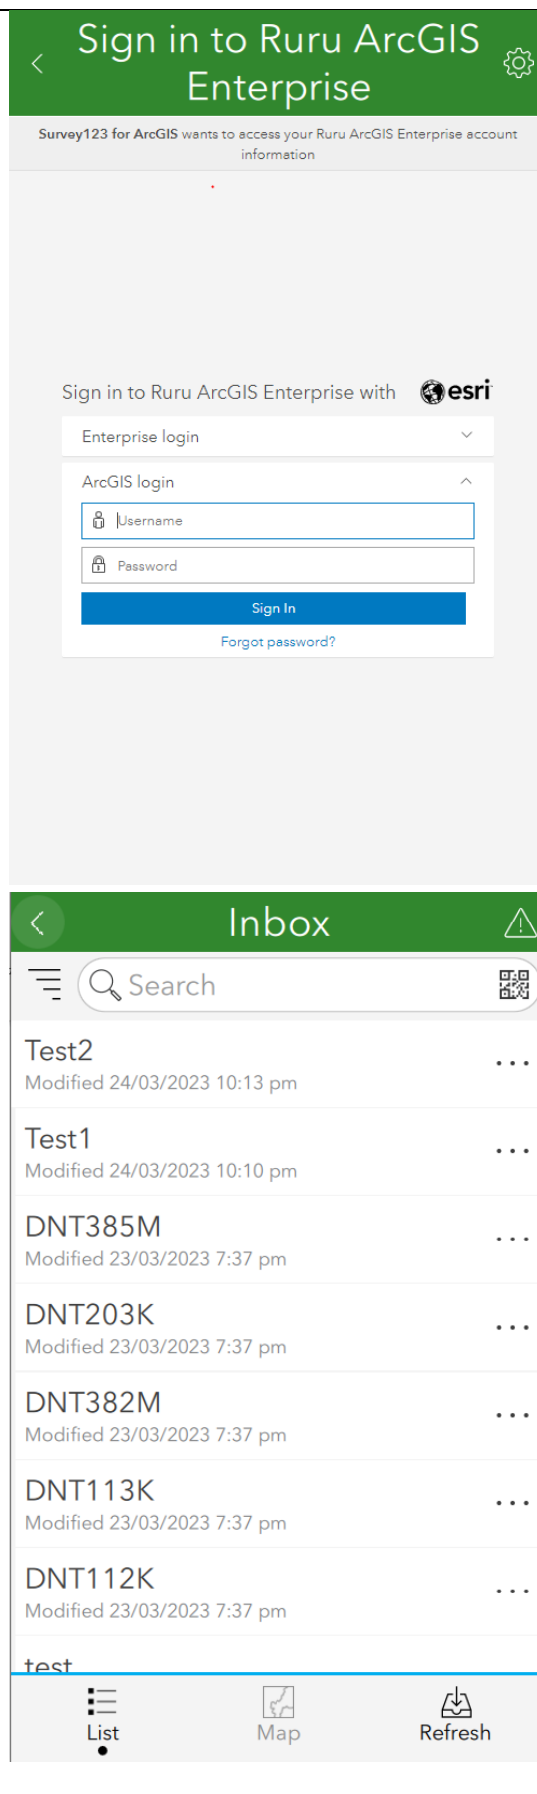 Sign in to Ruru ArcGIS
Enterprise
Survey123 for ArcGIS wants to access your Ruru ArcGIS Enterprise account
information
Sign in to Ruru ArcGIS Enterprise with esri
Enterprise login
ArcGIS login
Username
Password
Sign In
Forgot password?
Inbox
Search
Test2
Modified 24/03/2023 10:13 pm
Test1
Modified 24/03/2023 10:10 pm
DNT385M
Modified 23/03/2023 7:37 pm
DNT203K
Modified 23/03/2023 7:37 pm
DNT382M
Modified 23/03/2023 7:37 pm
DNT113K
Modified 23/03/2023 7:37 pm
DNT112K
Modified 23/03/2023 7:37 pm
test
List Map Refresh